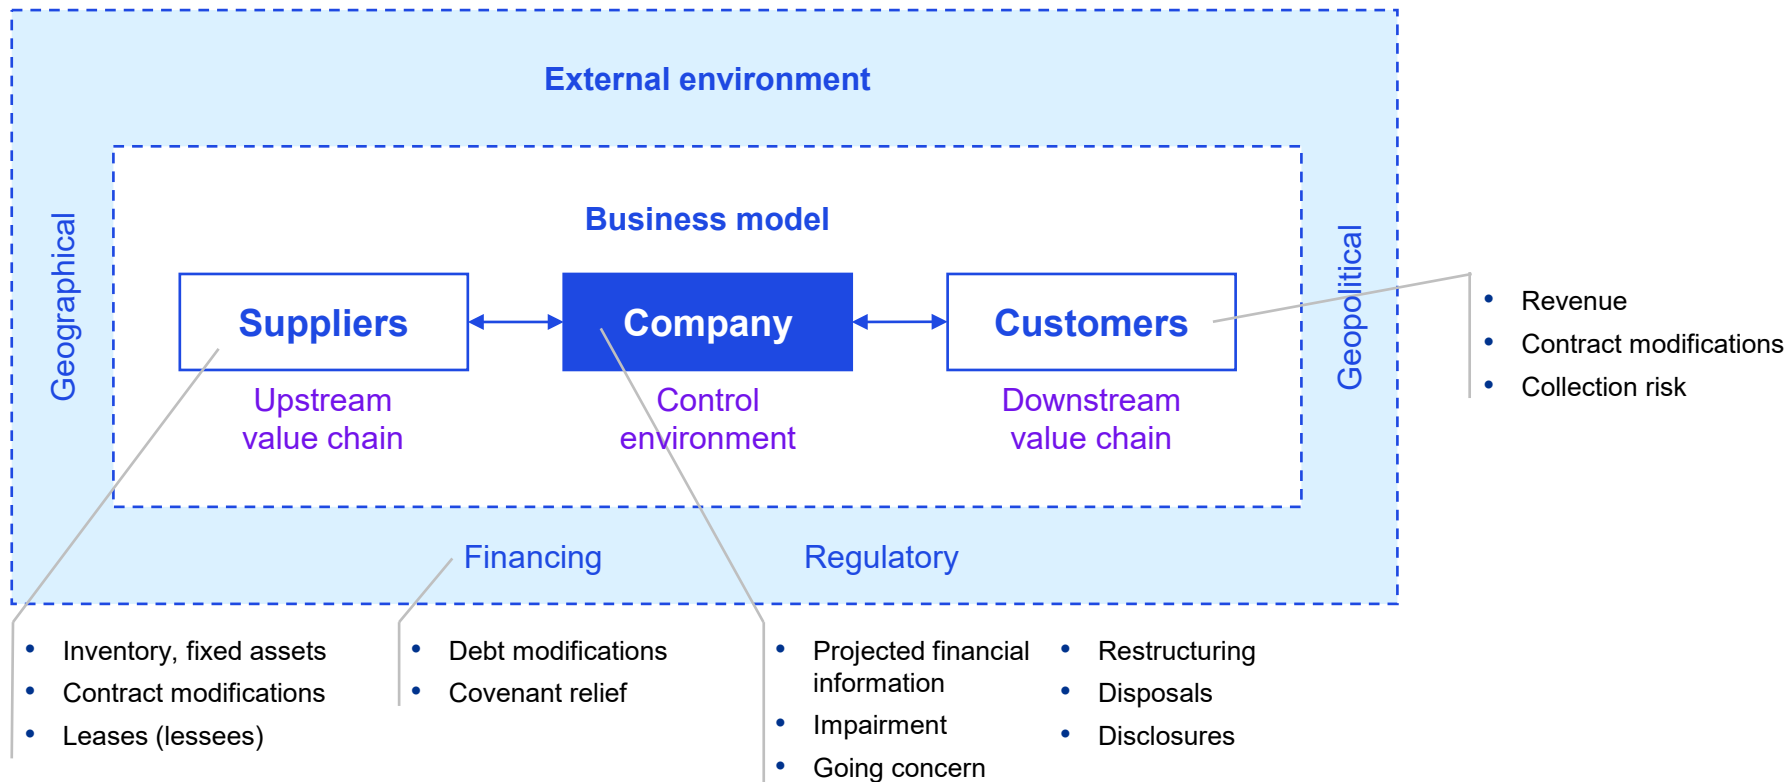 External environment
Business model
Geographical
Geopolitical
Suppliers
Company
Customers
Upstream
value chain
Control
environment
Downstream
value chain
Financing
Regulatory
• Revenue
• Contract modifications
• Collection risk
• Inventory, fixed assets
• Contract modifications
• Leases (lessees)
• Debt modifications
• Covenant relief
• Projected financial
information
• Impairment
• Going concern
• Restructuring
• Disposals
• Disclosures